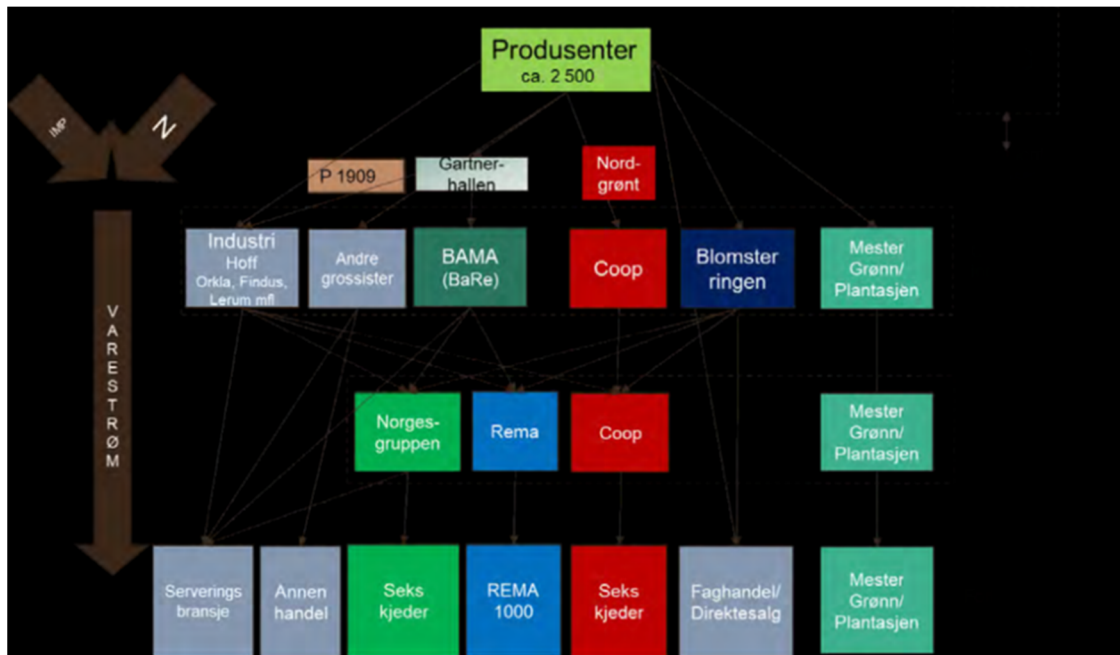 Produsenter
ca. 2 500
IMP
N
P 1909
Gartner-
hallen
Nord-
grønt
Industri
Hoff
Orkla, Findus,
Lerum mfl
Andre
grossister
BAMA
(BaRe)
Coop
Blomster
ringen
Mester
Grønn/
Plantasjen
VARESTRØM
Norges-
gruppen
Rema
Coop
Mester
Grønn/
Plantasjen
Serverings
bransje
Annen
handel
Seks
kjeder
REMA
1000
Seks
kjeder
Faghandel/
Direktesalg
Mester
Grønn/
Plantasjen